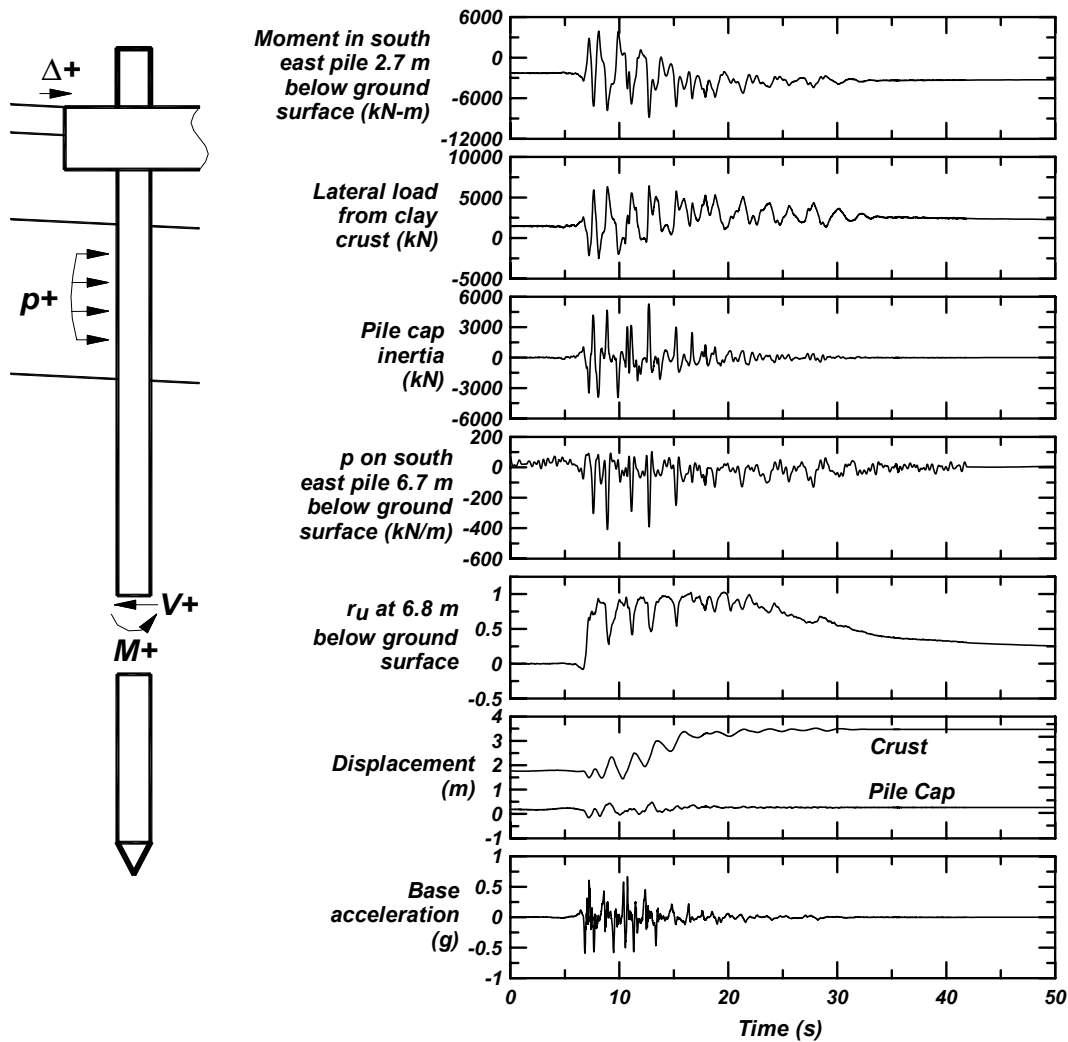 Δ+
p+
V+
M+
Moment in south
east pile 2.7 m
below ground
surface (kN-m)
6000
0
-6000
-12000
Lateral load
from clay
crust (kN)
10000
5000
0
-5000
Pile cap
inertia
(kN)
6000
3000
0
-3000
-6000
p on south
east pile 6.7 m
below ground
surface (kN/m)
200
0
-200
-400
-600
ru at 6.8 m
below ground
surface
1
0.5
0
-0.5
Displacement
(m)
4
3
2
1
0
-1
Crust
Pile Cap
Base
acceleration
(g)
1
0.5
0
-0.5
-1
0 10 20 30 40 50
Time (s)